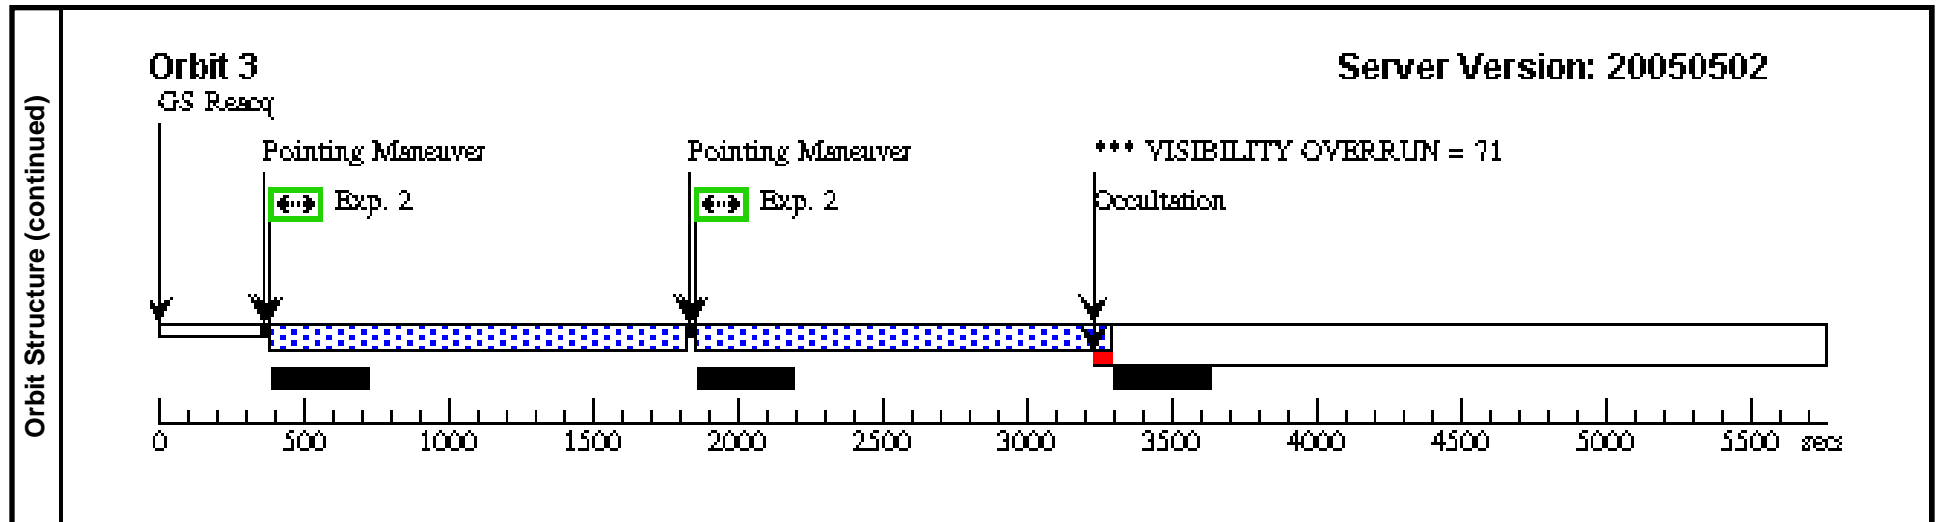 Orbit Structure (continued)
Orbit 3
Server Version: 20050502
GS Reacq
Pointing Maneuver
Pointing Maneuver
*** VISIBILITY OVERRUN = 71
Exp. 2
Exp. 2
Occultation
0 500 1000 1500 2000 2500 3000 3500 4000 4500 5000 5500 secs